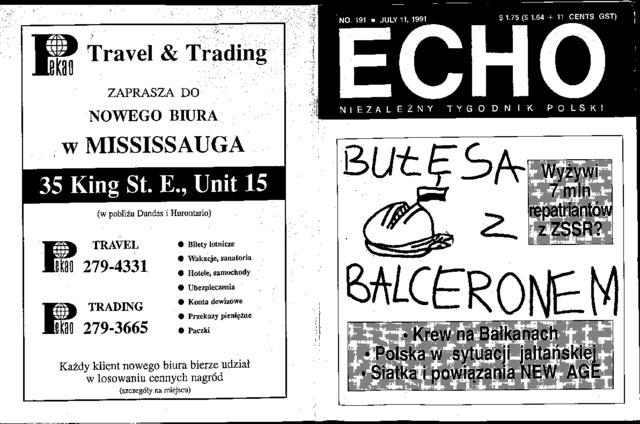 Pekao
Travel & Trading
ZAPRASZA DO
NOWEGO BIURA
w MISSISSAUGA
35 King St. E., Unit 15
(w pobliżu Dundas i Hurontario)
Pekao
TRAVEL
279-4331
Pekao
TRADING
279-3665
• Bilety lotnicze
• Wakacje, sanatoria
• Hotele, samochody
• Ubezpieczenia
• Konta dewizowe
• Przekazy pieniężne
• Paczki
Każdy klient nowego biura bierze udział
w losowaniu cennych nagród
(szczegóły na miejscu)
NO. 191 • JULY 11, 1991
$ 1.75 ($ 1.64 + 11 CENTS GST)
ECHO
NIEZALEŻNY TYGODNIK POLSKI
BUŁĘSA
Z
BALCERONEM
Wyżywi
7 mln
repatriantów
z ZSSR?
• Krew na Bałkanach
• Polska w sytuacji jałtańskiej
• Siatka i powiązania NEW AGE